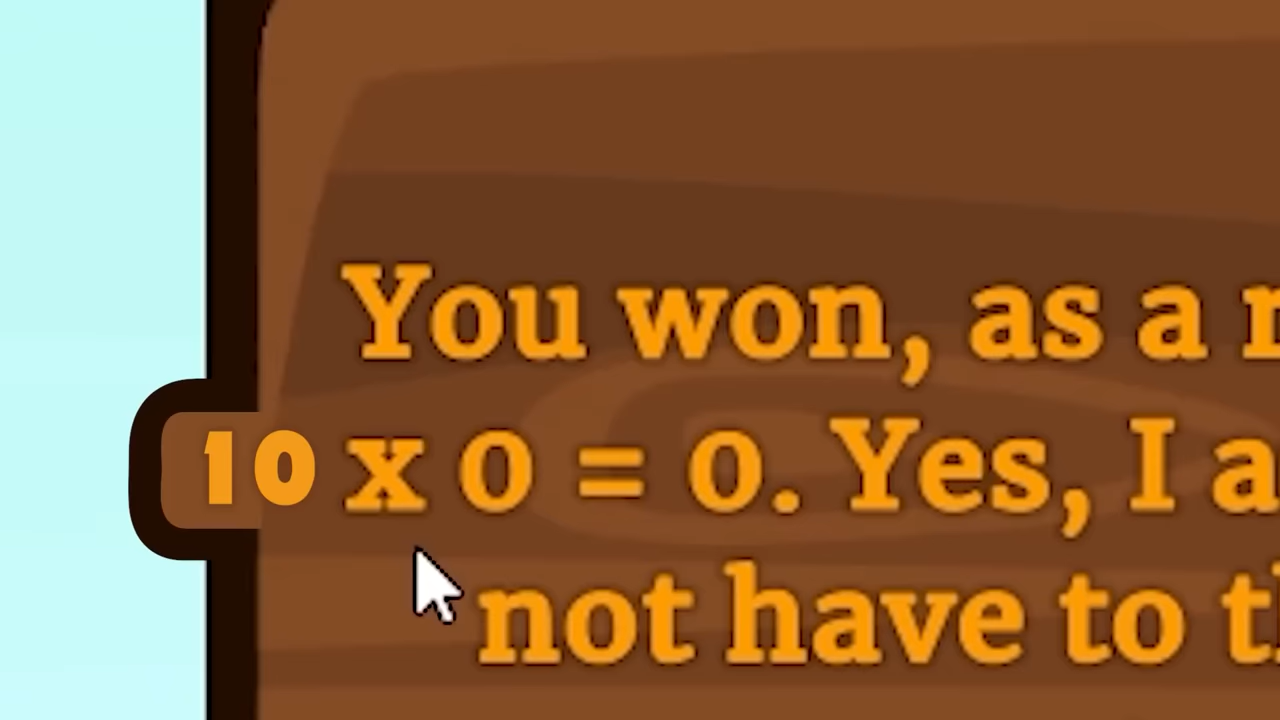 You won, as a
10 x 0 = 0. Yes, I
not have to